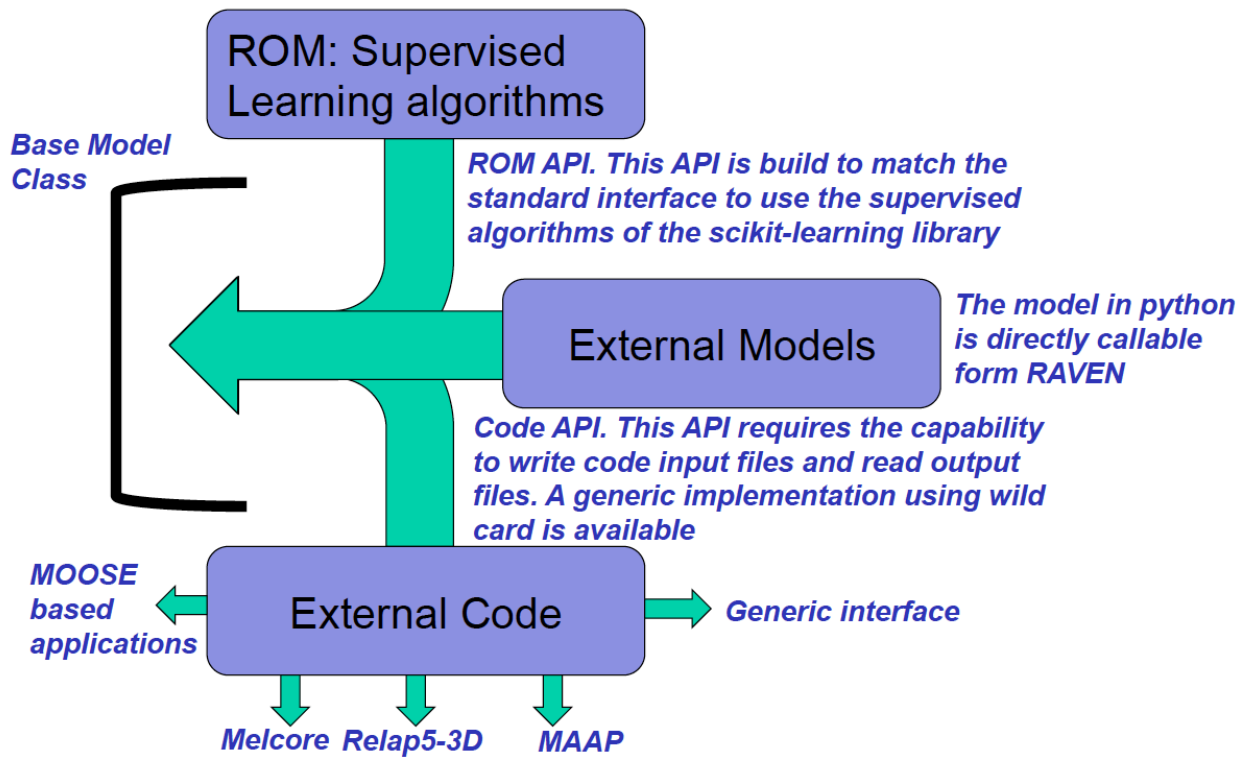 ROM: Supervised
Learning algorithms
Base Model
Class
ROM API. This API is build to match the
standard interface to use the supervised
algorithms of the scikit-learning library
External Models
The model in python
is directly callable
form RAVEN
Code API. This API requires the capability
to write code input files and read output
files. A generic implementation using wild
card is available
MOOSE
based
applications
External Code
Generic interface
Melcore
Relap5-3D
MAAP